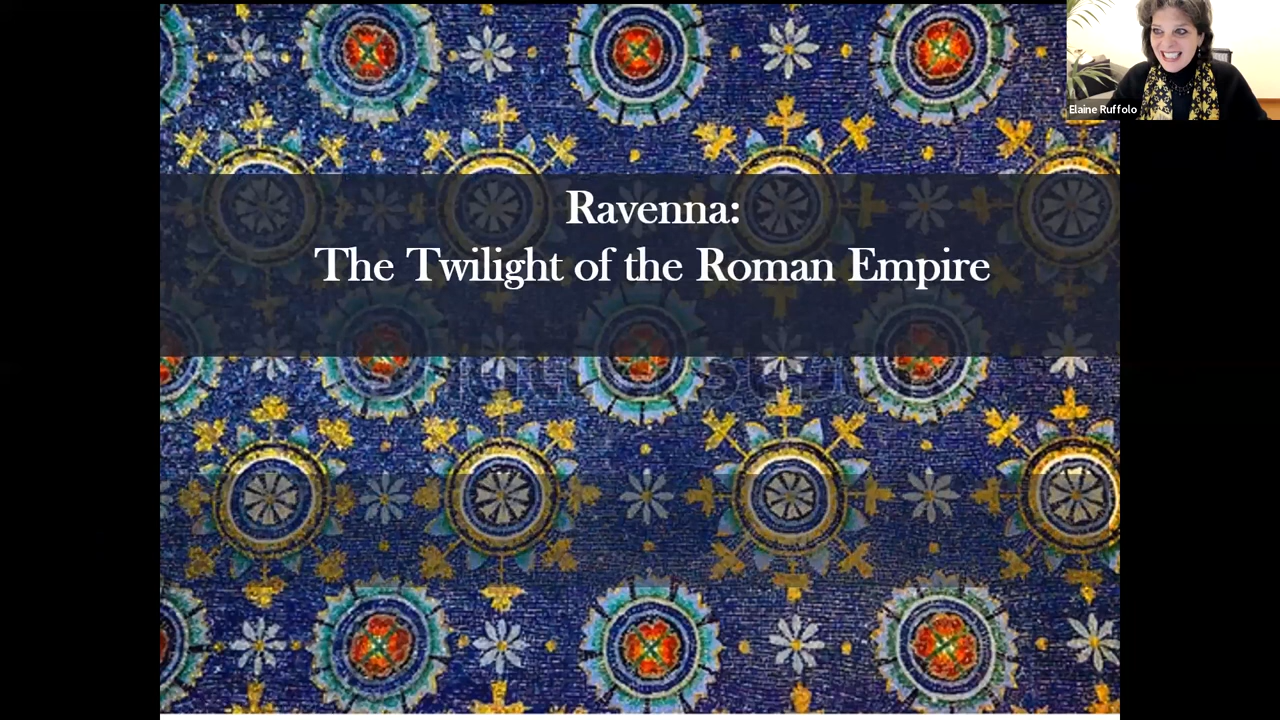 Elaine Ruffolo
Ravenna:
The Twilight of the Roman Empire